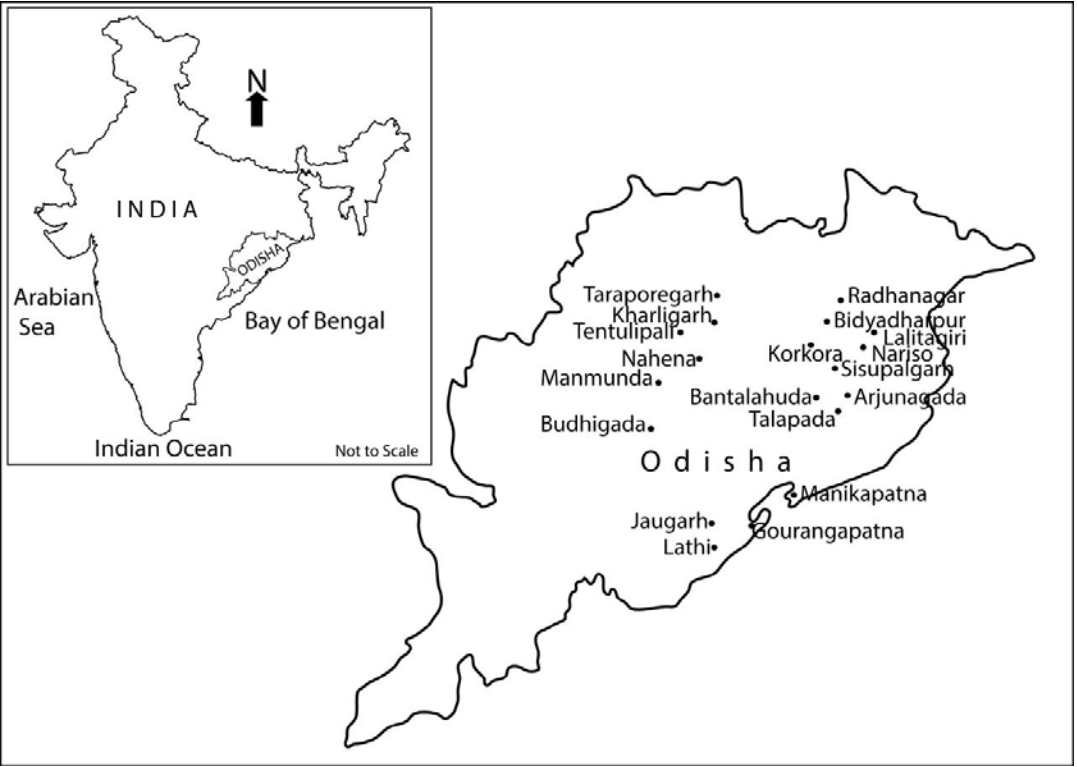 N
INDIA
ODISHA
Arabian
Sea
Bay of Bengal
Indian Ocean
Not to Scale
Taraporegarh
Radhanagar
Kharligarh
Bidyadharpur
Tentulipali
Lalitagiri
Korkora
Nariso
Nahena
Sisupalgarh
Manmunda
Bantalahuda
Arjunagada
Talapada
Budhigada
Odisha
Manikapatna
Jaugarh
Gourangapatna
Lathi